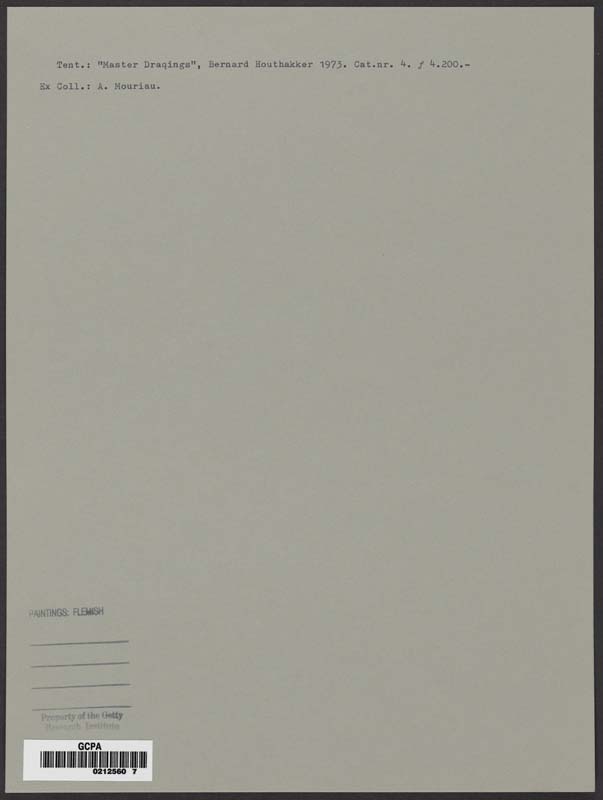 Tent.: "Master Draqings", Bernard Houthakker 1973. Cat.nr. 4. ƒ 4.200.-
Ex Coll.: A. Mouriau.
PAINTINGS: FLEMISH
Property of the Getty
Research Institute
GCPA
0212560 7